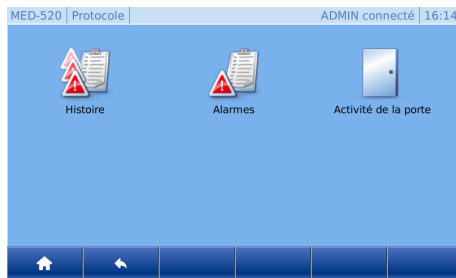 MED-520 Protocole ADMIN connecté 16:14
Histoire Alarmes Activité de la porte